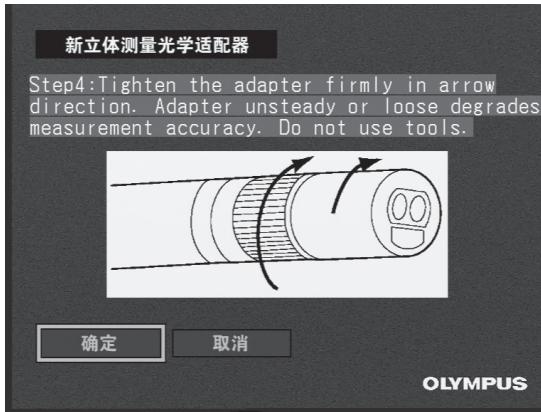 新立体测量光学适配器
Step4:Tighten the adapter firmly in arrow
direction. Adapter unsteady or loose degrades
measurement accuracy. Do not use tools.
确定
取消
OLYMPUS